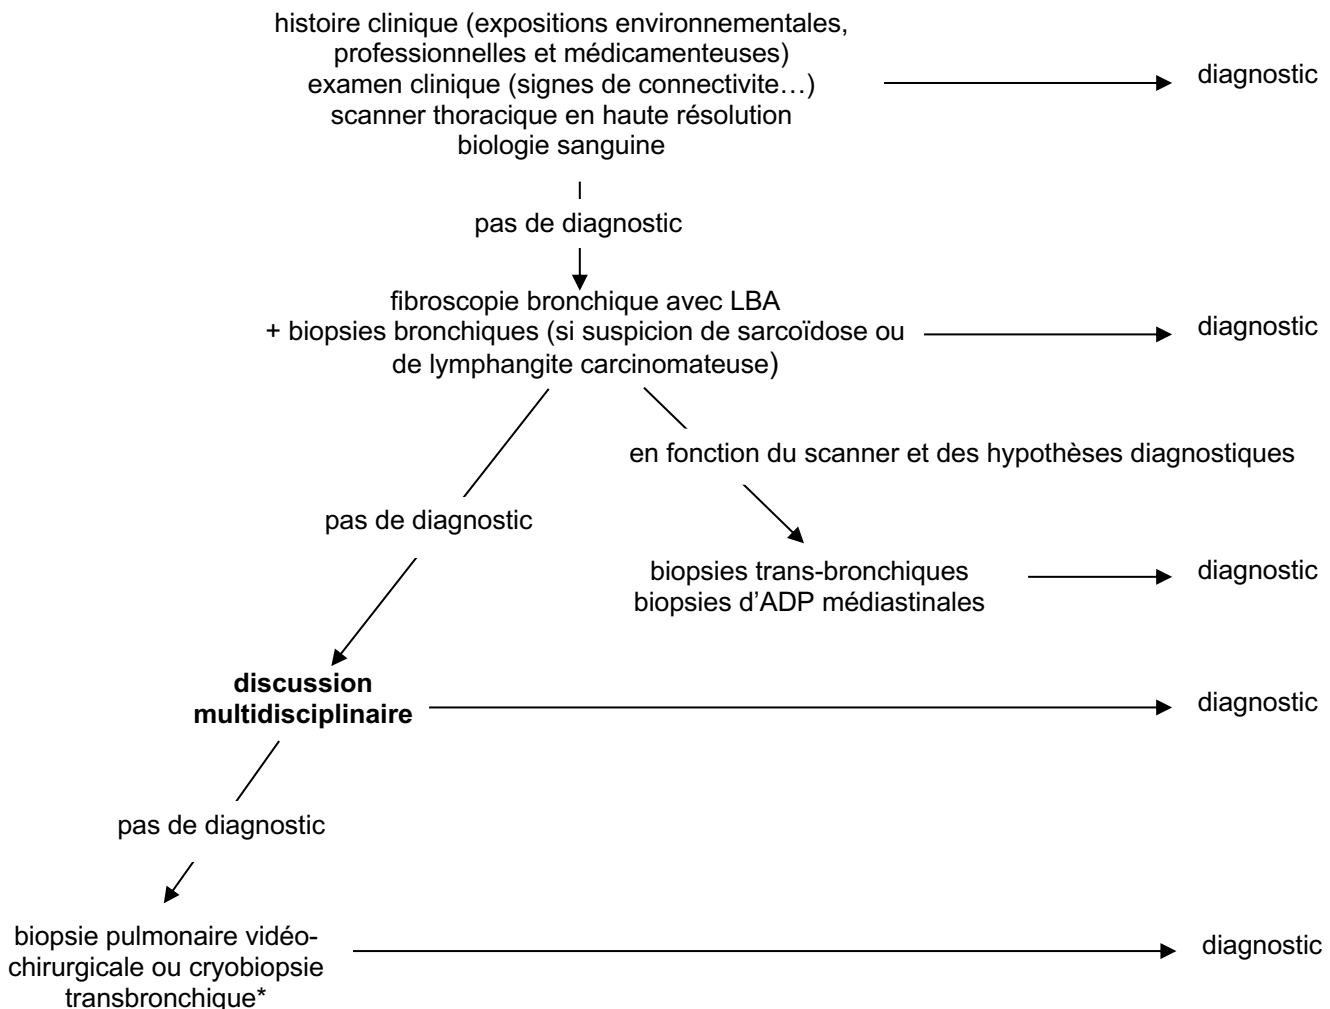 histoire clinique (expositions environnementales,
professionnelles et médicamenteuses)
examen clinique (signes de connectivite…)
scanner thoracique en haute résolution
biologie sanguine
diagnostic
pas de diagnostic
fibroscopie bronchique avec LBA
+ biopsies bronchiques (si suspicion de sarcoïdose ou
de lymphangite carcinomateuse)
diagnostic
en fonction du scanner et des hypothèses diagnostiques
pas de diagnostic
biopsies trans-bronchiques
biopsies d’ADP médiastinales
diagnostic
discussion
multidisciplinaire
diagnostic
pas de diagnostic
biopsie pulmonaire vidéo-
chirurgicale ou cryobiopsie
transbronchique*
diagnostic